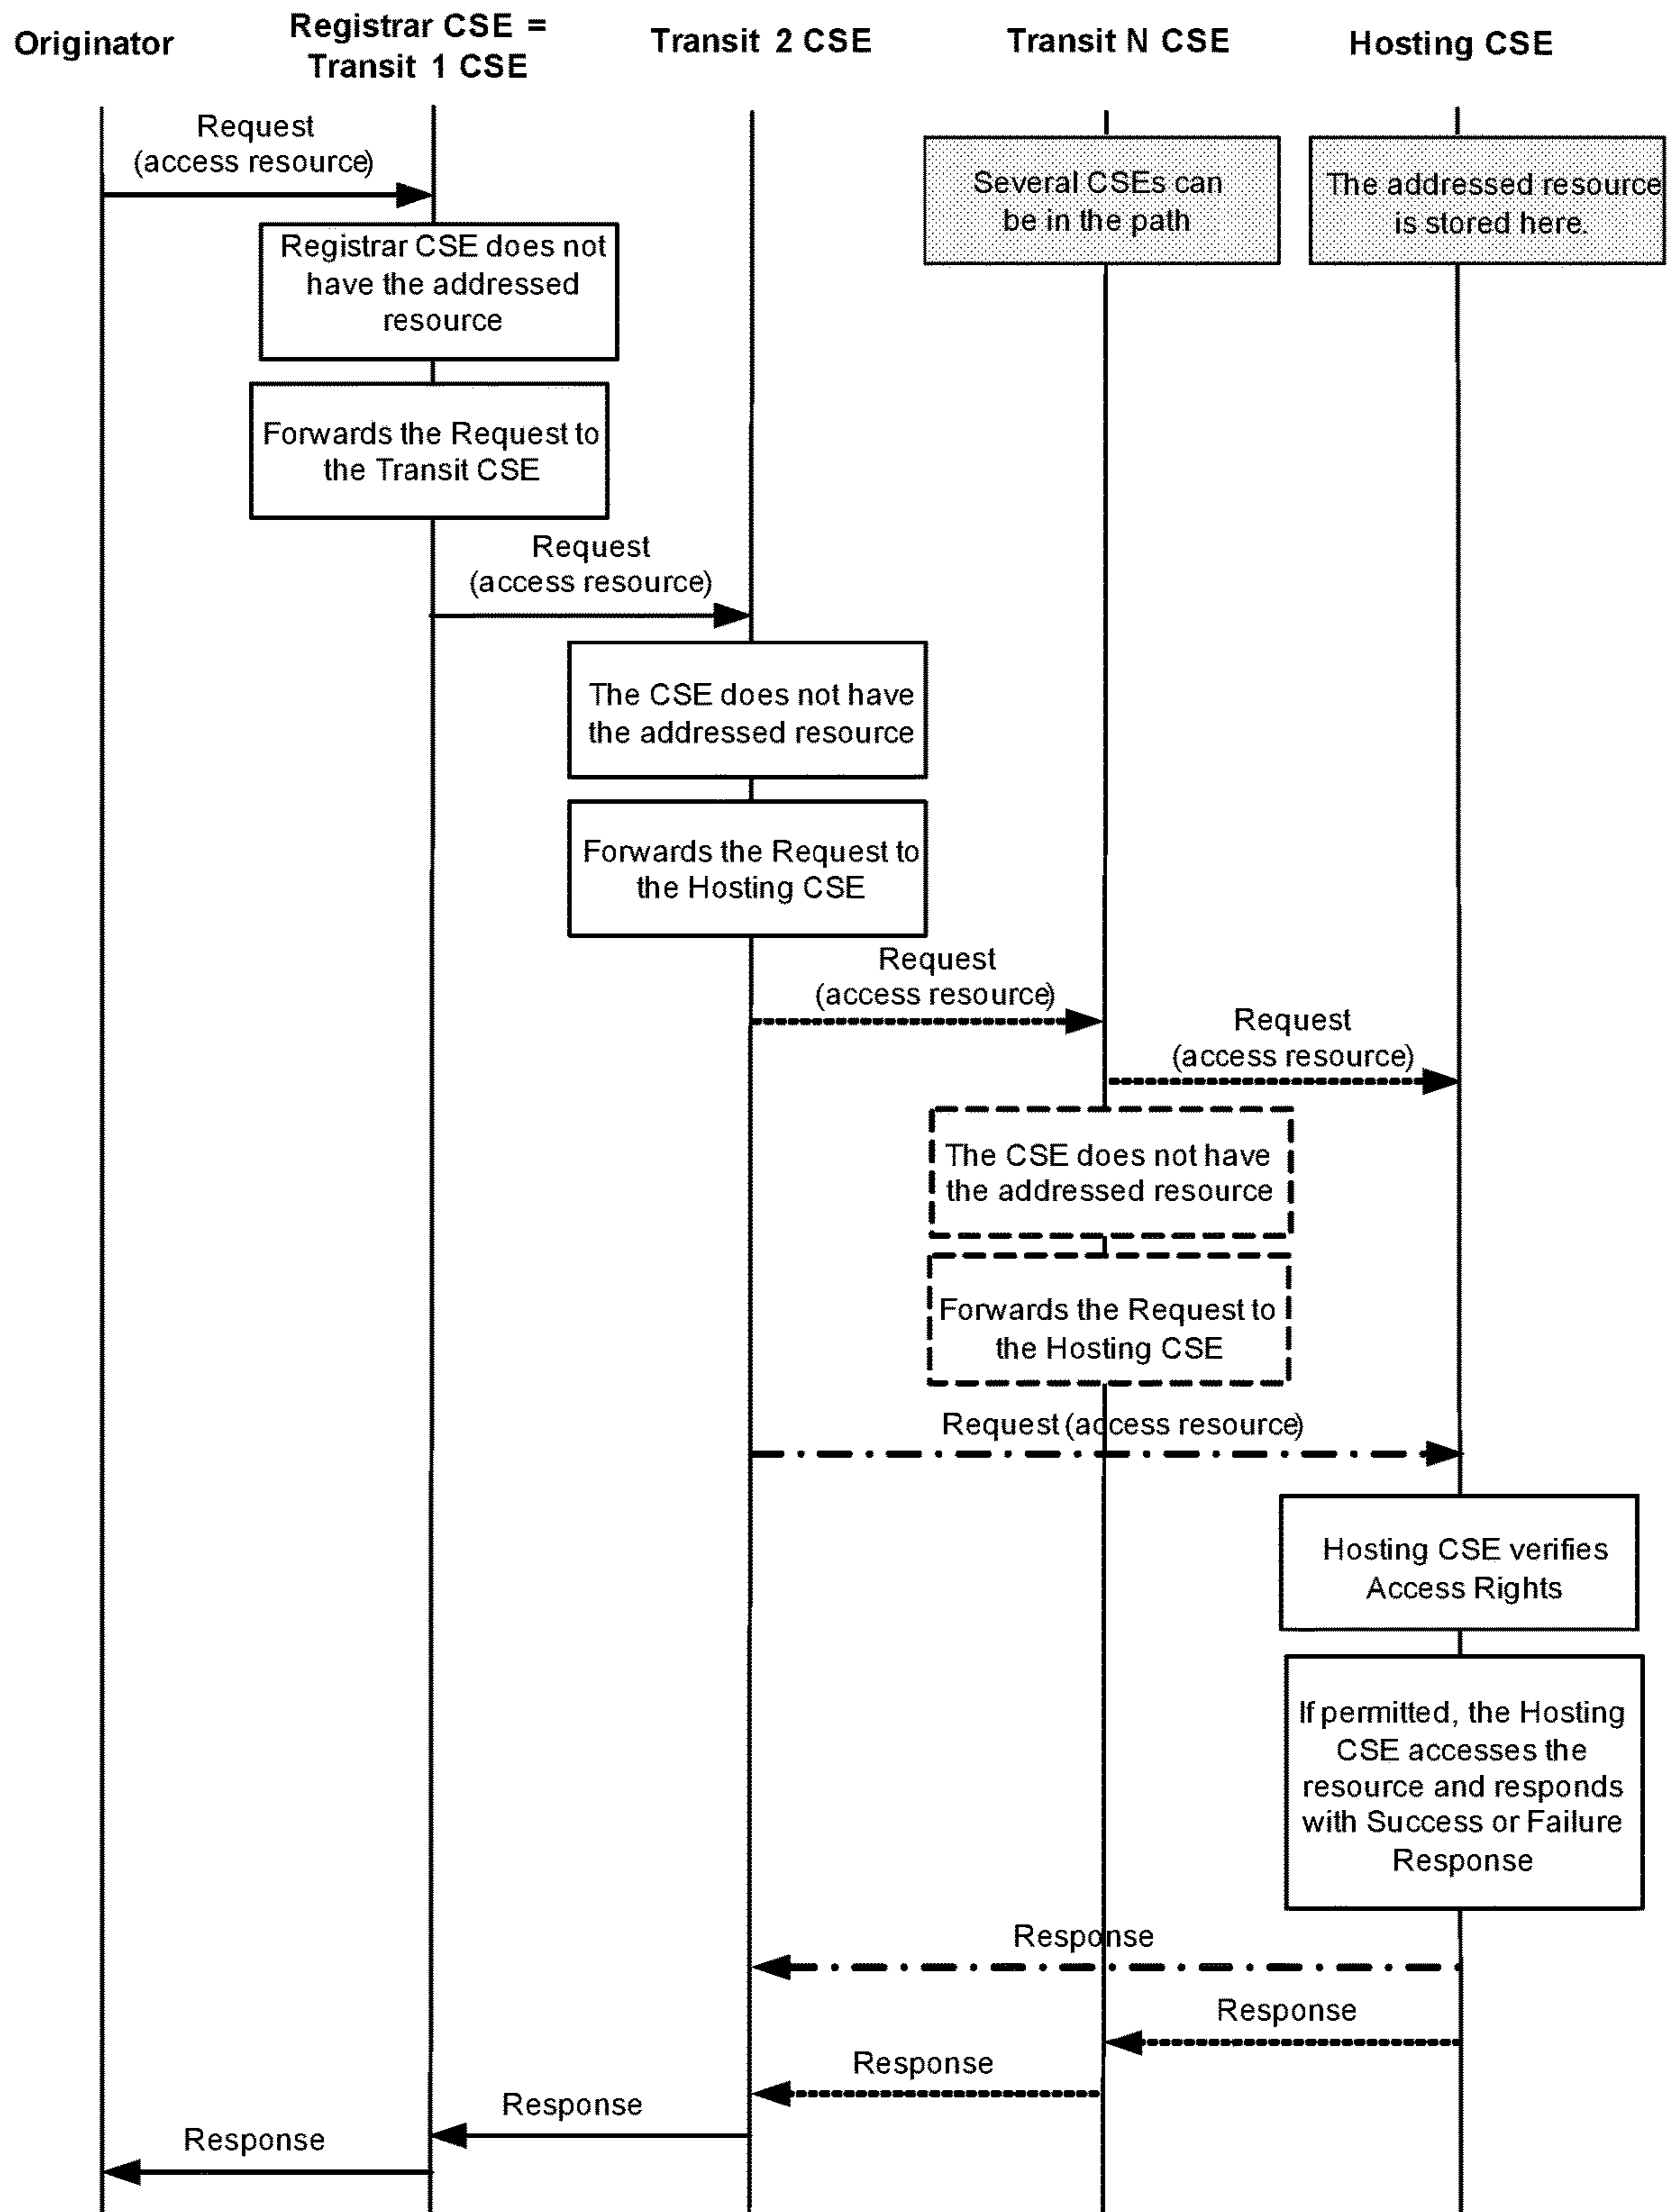 Originator
Registrar CSE =
Transit 1 CSE
Transit 2 CSE
Transit N CSE
Hosting CSE
Request
(access resource)
Several CSEs can
be in the path
The addressed resource
is stored here.
Registrar CSE does not
have the addressed
resource
Forwards the Request to
the Transit CSE
Request
(access resource)
The CSE does not have
the addressed resource
Forwards the Request to
the Hosting CSE
Request
(access resource)
Request
(access resource)
The CSE does not have
the addressed resource
Forwards the Request to
the Hosting CSE
Request (access resource)
Hosting CSE verifies
Access Rights
If permitted, the Hosting
CSE accesses the
resource and responds
with Success or Failure
Response
Response
Response
Response
Response
Response